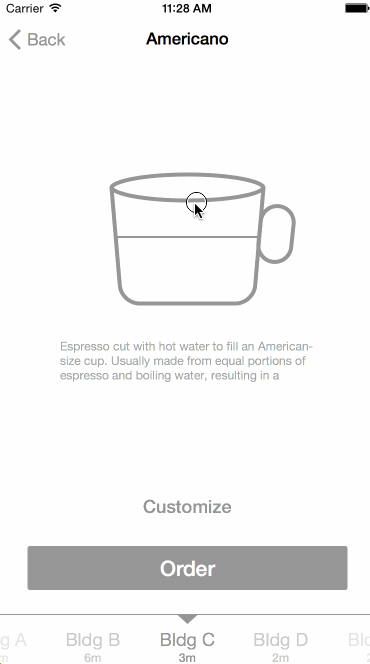 Carrier 11:28 AM
Back Americano
Espresso cut with hot water to fill an American-
size cup. Usually made from equal portions of
espresso and boiling water, resulting in a
Customize
Order
g A Bldg B Bldg C Bldg D Bld
6m 3m 2m